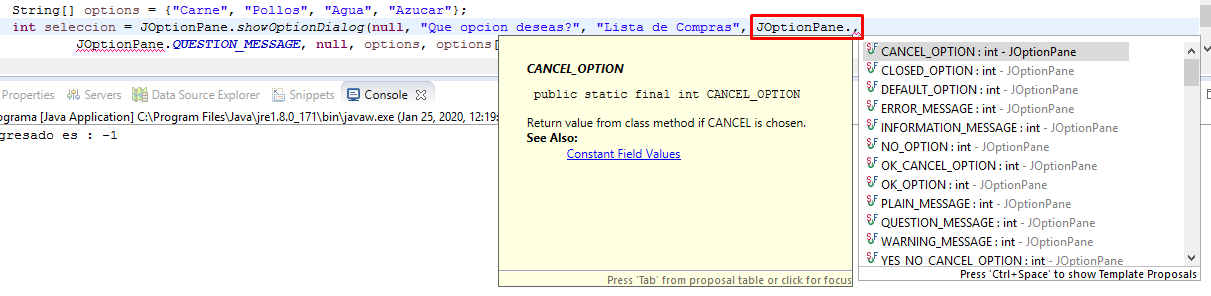 String[] options = {"Carne", "Pollos", "Agua", "Azucar"};
int seleccion = JOptionPane.showOptionDialog(null, "Que opcion deseas?", "Lista de Compras", JOptionPane.
JOptionPane.QUESTION_MESSAGE, null, options, options[
CANCEL_OPTION
public static final int CANCEL_OPTION
Return value from class method if CANCEL is chosen.
See Also:
Constant Field Values
Press 'Tab' from proposal table or click for focus
CANCEL_OPTION : int - JOptionPane
CLOSED_OPTION : int - JOptionPane
DEFAULT_OPTION : int - JOptionPane
ERROR_MESSAGE : int - JOptionPane
INFORMATION_MESSAGE : int - JOptionPane
NO_OPTION : int - JOptionPane
OK_CANCEL_OPTION : int - JOptionPane
OK_OPTION : int - JOptionPane
PLAIN_MESSAGE : int - JOptionPane
QUESTION_MESSAGE : int - JOptionPane
WARNING_MESSAGE : int - JOptionPane
YES_NO_CANCEL_OPTION : int - JOptionPane
Press 'Ctrl+Space' to show Template Proposals
Properties Servers Data Source Explorer Snippets Console
ograma [Java Application] C:\Program Files\Java\jre1.8.0_171\bin\javaw.exe (Jan 25, 2020, 12:19:
gresado es : -1